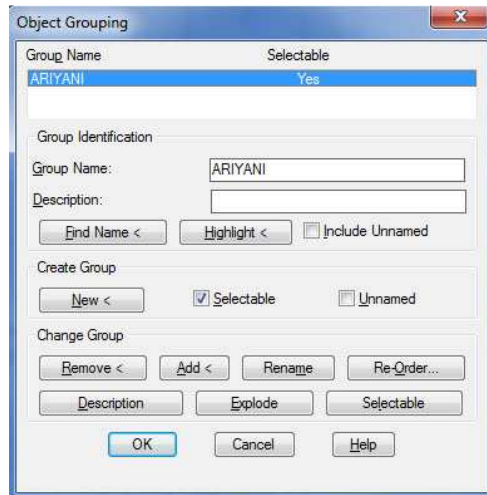 Object Grouping
Group Name Selectable
ARIYANI Yes
Group Identification
Group Name: ARIYANI
Description:
Find Name < Highlight < Include Unnamed
Create Group
New < Selectable Unnamed
Change Group
Remove < Add < Rename Re-Order...
Description Explode Selectable
OK Cancel Help